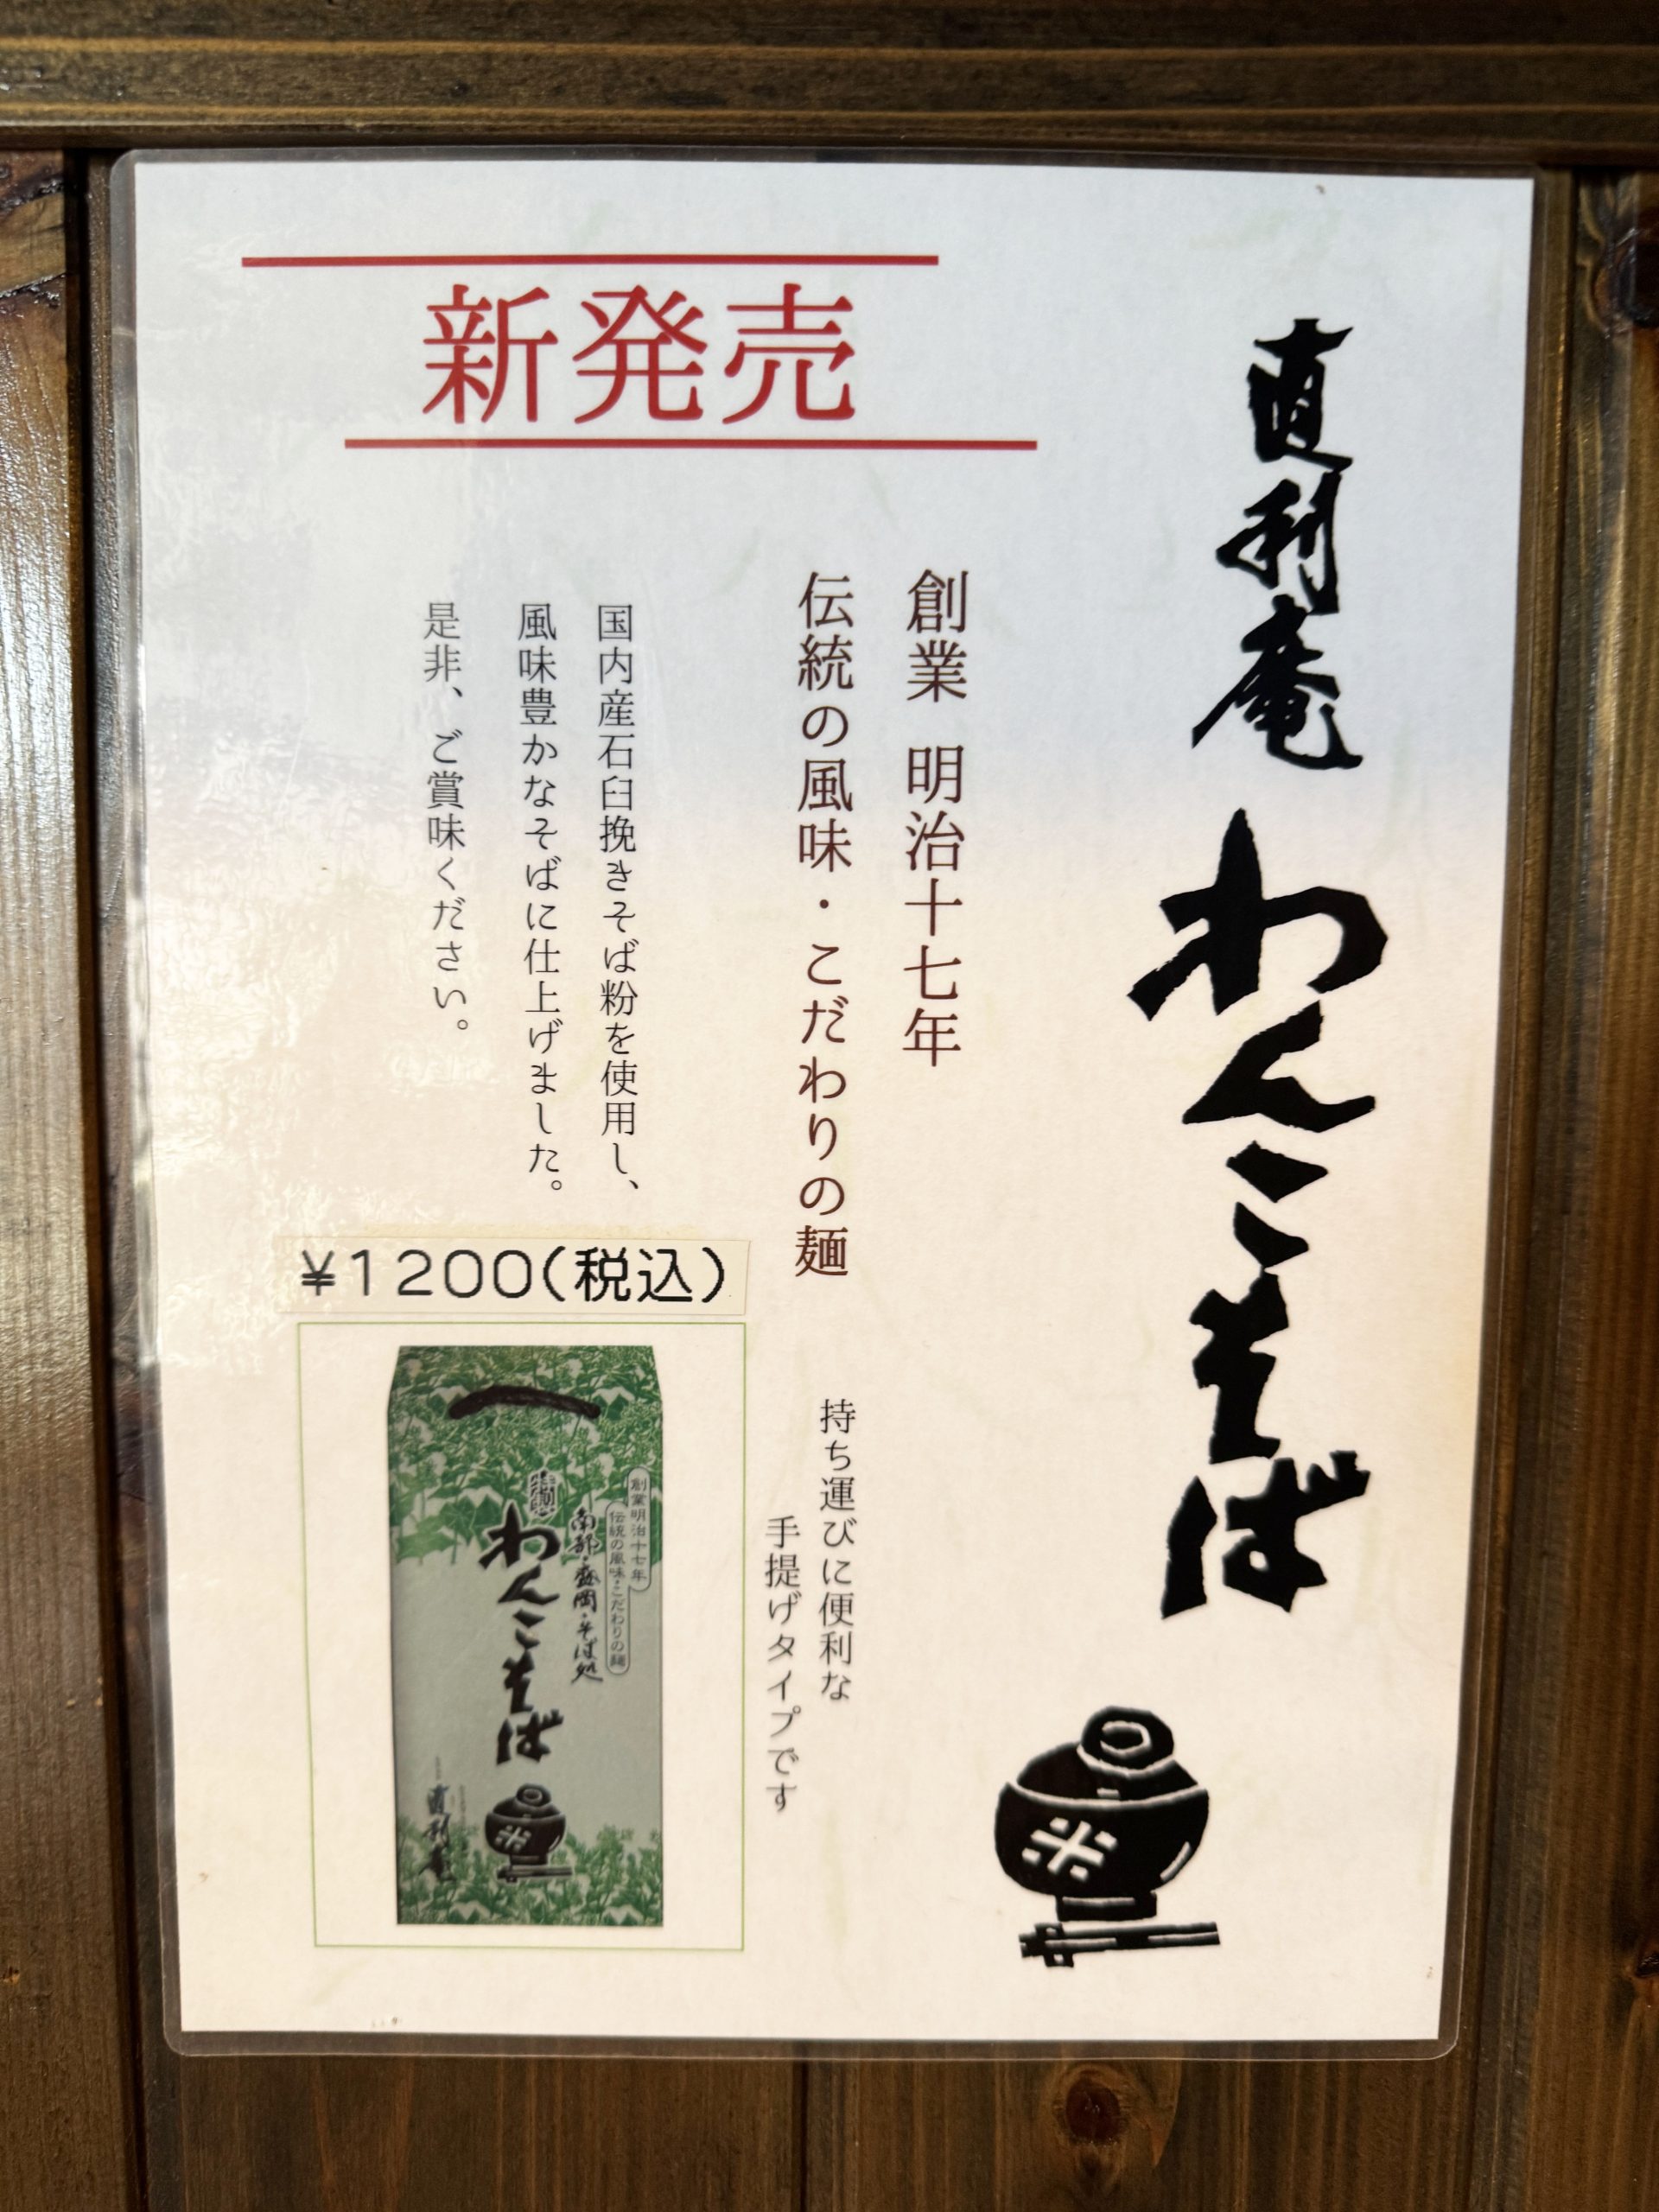 新発売
直利庵 わんこそば
創業 明治十七年
伝統の風味・こだわりの麺
国内産石臼挽きそば粉を使用し、
風味豊かなそばに仕上げました。
是非、ご賞味ください。
¥1200(税込)
持ち運びに便利な
手提げタイプです
創業明治十七年
伝統の風味・こだわりの麺
南部・盛岡・そば処
わんこそば
直利庵
米
米